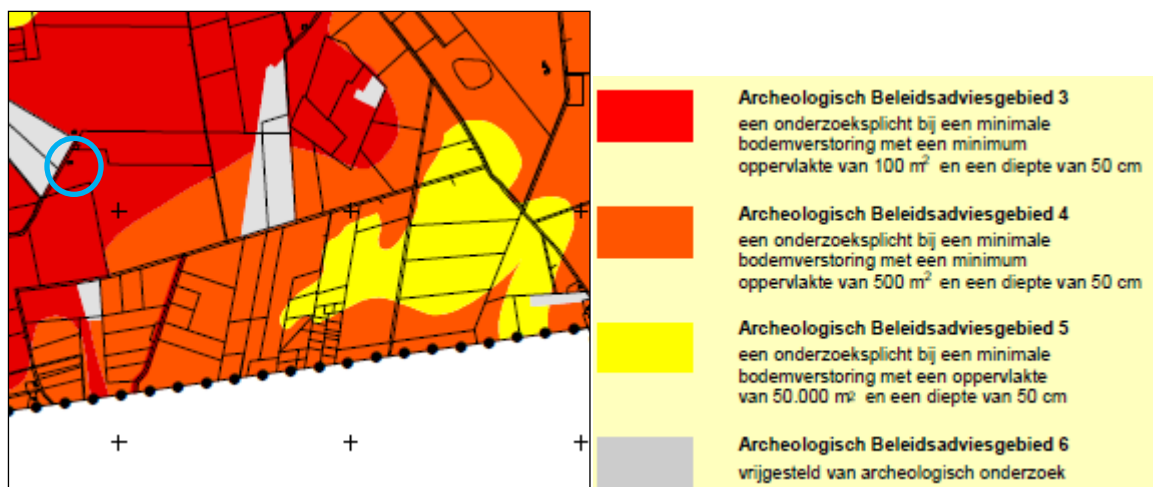 Archeologisch Beleidsadviesgebied 3
een onderzoeksplicht bij een minimale
bodemverstoring met een minimum
oppervlakte van 100 m² en een diepte van 50 cm
Archeologisch Beleidsadviesgebied 4
een onderzoeksplicht bij een minimale
bodemverstoring met een minimum
oppervlakte van 500 m² en een diepte van 50 cm
Archeologisch Beleidsadviesgebied 5
een onderzoeksplicht bij een minimale
bodemverstoring met een oppervlakte
van 50.000 m² en een diepte van 50 cm
Archeologisch Beleidsadviesgebied 6
vrijgesteld van archeologisch onderzoek